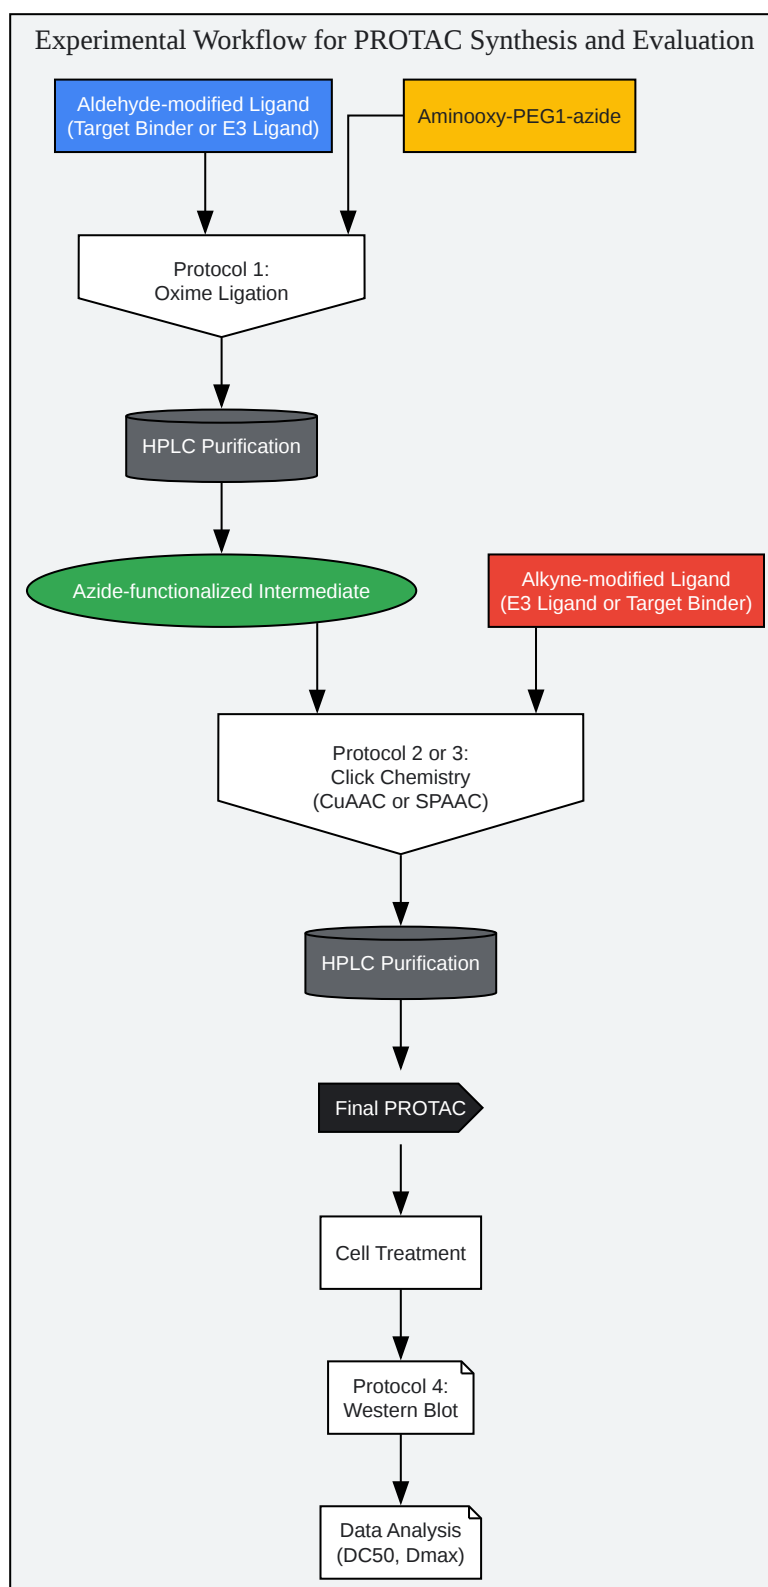 Experimental Workflow for PROTAC Synthesis and Evaluation
Aldehyde-modified Ligand
(Target Binder or E3 Ligand)
Aminooxy-PEG1-azide
Protocol 1:
Oxime Ligation
HPLC Purification
Azide-functionalized Intermediate
Alkyne-modified Ligand
(E3 Ligand or Target Binder)
Protocol 2 or 3:
Click Chemistry
(CuAAC or SPAAC)
HPLC Purification
Final PROTAC
Cell Treatment
Protocol 4:
Western Blot
Data Analysis
(DC50, Dmax)